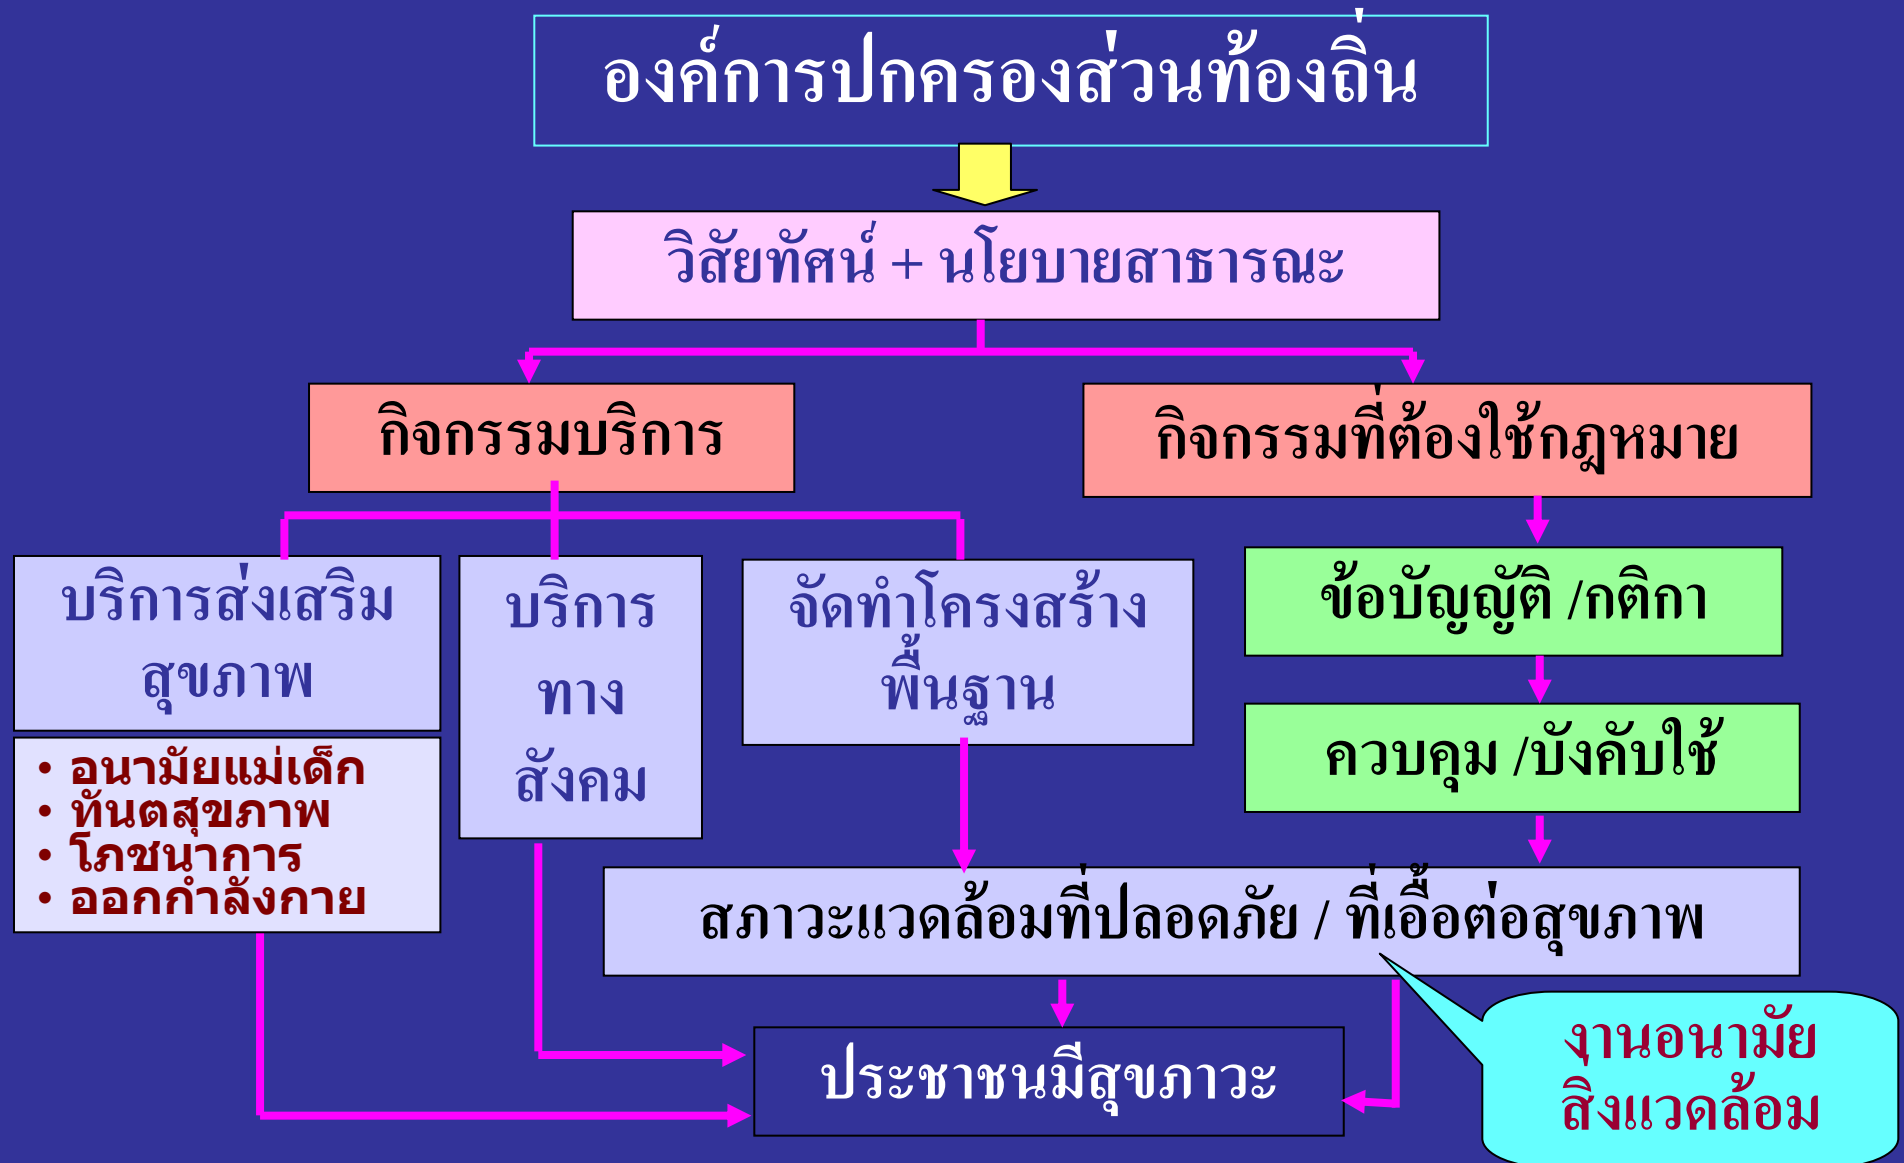 องค์การปกครองส่วนท้องถิ่น
วิสัยทัศน์ + นโยบายสาธารณะ
กิจกรรมบริการ
กิจกรรมที่ต้องใช้กฎหมาย
บริการส่งเสริม
สุขภาพ
บริการ
ทาง
สังคม
จัดทำโครงสร้าง
พื้นฐาน
ข้อบัญญัติ /กติกา
ควบคุม /บังคับใช้
• อนามัยแม่เด็ก
• ทันตสุขภาพ
• โภชนาการ
• ออกกำลังกาย
สภาวะแวดล้อมที่ปลอดภัย / ที่เอื้อต่อสุขภาพ
งานอนามัย
สิ่งแวดล้อม
ประชาชนมีสุขภาวะ